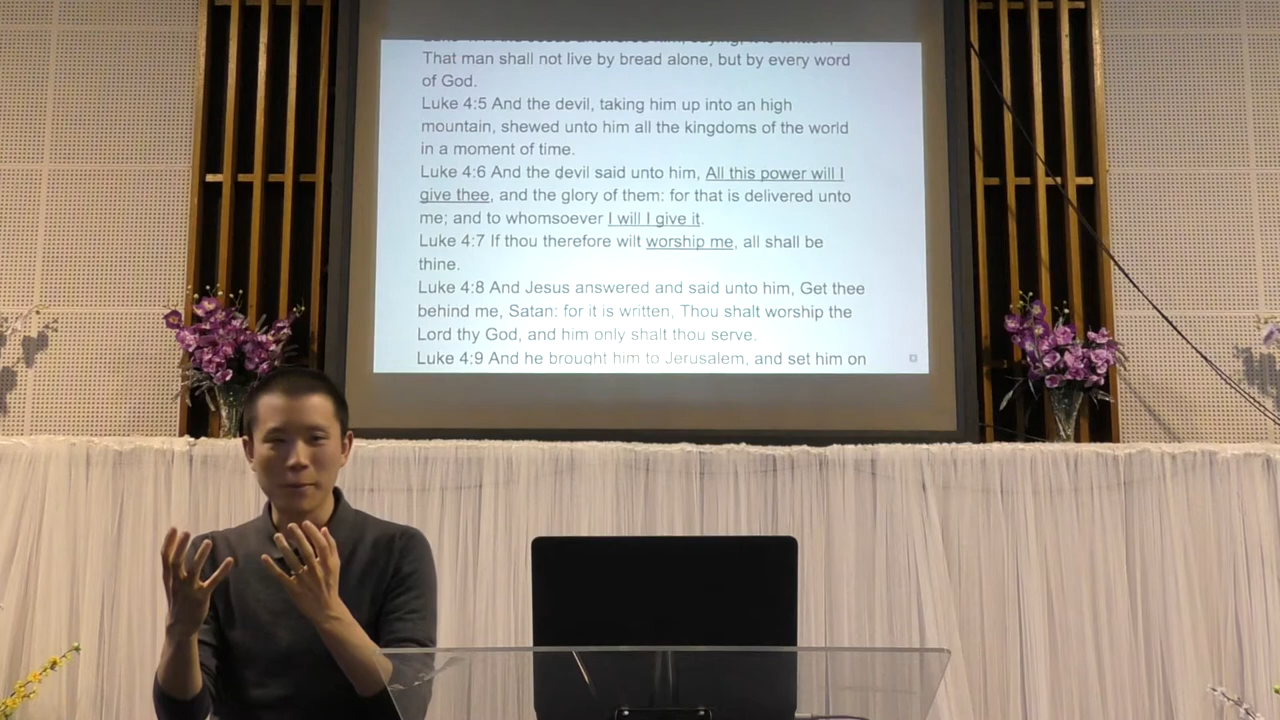 That man shall not live by bread alone, but by every word
of God.
Luke 4:5 And the devil, taking him up into an high
mountain, shewed unto him all the kingdoms of the world
in a moment of time.
Luke 4:6 And the devil said unto him, All this power will I
give thee, and the glory of them: for that is delivered unto
me; and to whomsoever I will I give it.
Luke 4:7 If thou therefore wilt worship me, all shall be
thine.
Luke 4:8 And Jesus answered and said unto him, Get thee
behind me, Satan: for it is written, Thou shalt worship the
Lord thy God, and him only shalt thou serve.
Luke 4:9 And he brought him to Jerusalem, and set him on